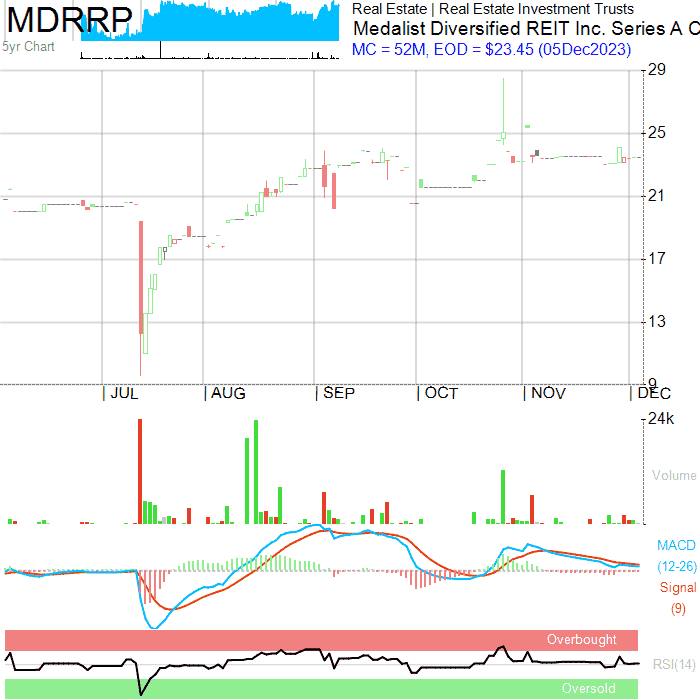 MDRRP
Real Estate | Real Estate Investment Trusts
Medalist Diversified REIT Inc. Series A C
5yr Chart
MC = 52M, EOD = $23.45 (05Dec2023)
29
25
21
17
13
9
JUL
AUG
SEP
OCT
NOV
DEC
24k
Volume
MACD
(12-26)
Signal
(9)
Overbought
RSI(14)
Oversold